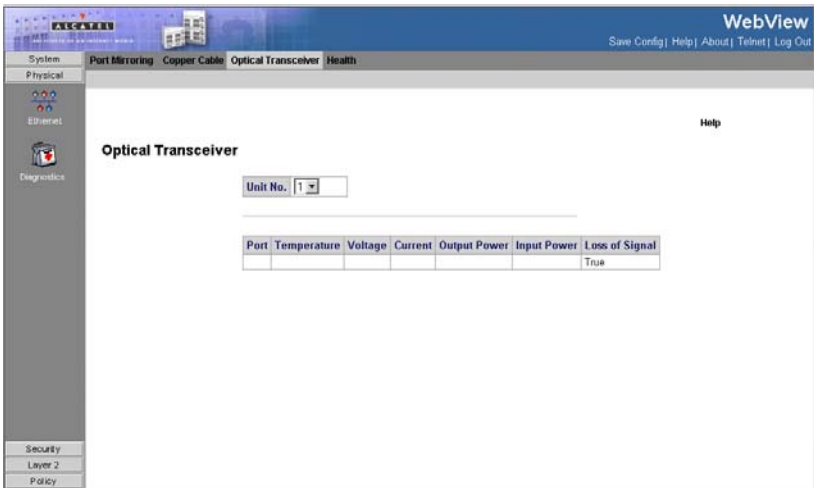 ALCATEL
WebView
Save Config| Help| About| Telnet| Log Out
System
Port Mirroring Copper Cable Optical Transceiver Health
Physical
Ethernet
Help
Optical Transceiver
Diagnostics
Unit No. 1
Port Temperature Voltage Current Output Power Input Power Loss of Signal
True
Security
Layer 2
Policy